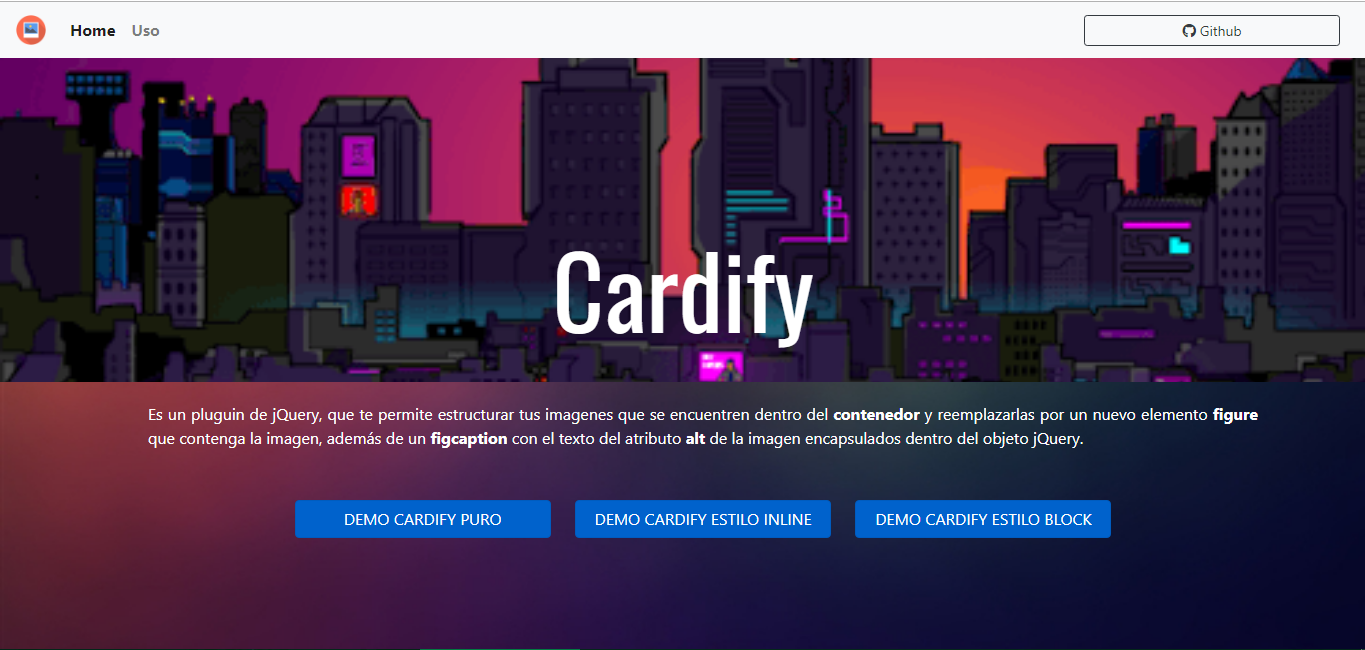 Home Uso Github
Cardify
Es un pluguin de jQuery, que te permite estructurar tus imagenes que se encuentren dentro del contenedor y reemplazarlas por un nuevo elemento figure
que contenga la imagen, además de un figcaption con el texto del atributo alt de la imagen encapsulados dentro del objeto jQuery.
DEMO CARDIFY PURO DEMO CARDIFY ESTILO INLINE DEMO CARDIFY ESTILO BLOCK